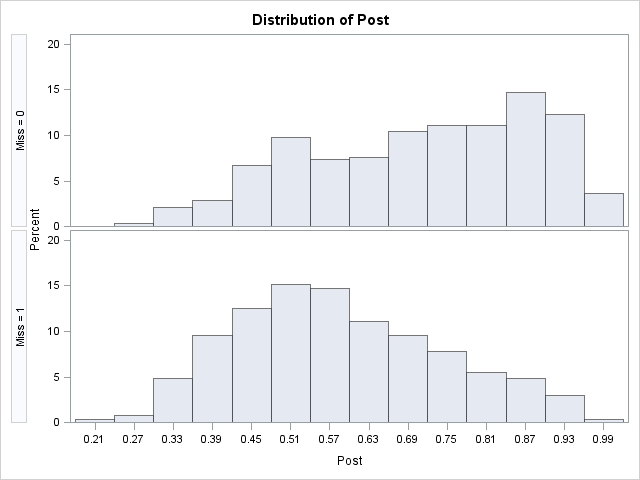 Distribution of Post
Miss = 0
20
15
10
5
0
Percent
Miss = 1
20
15
10
5
0
0.21 0.27 0.33 0.39 0.45 0.51 0.57 0.63 0.69 0.75 0.81 0.87 0.93 0.99
Post